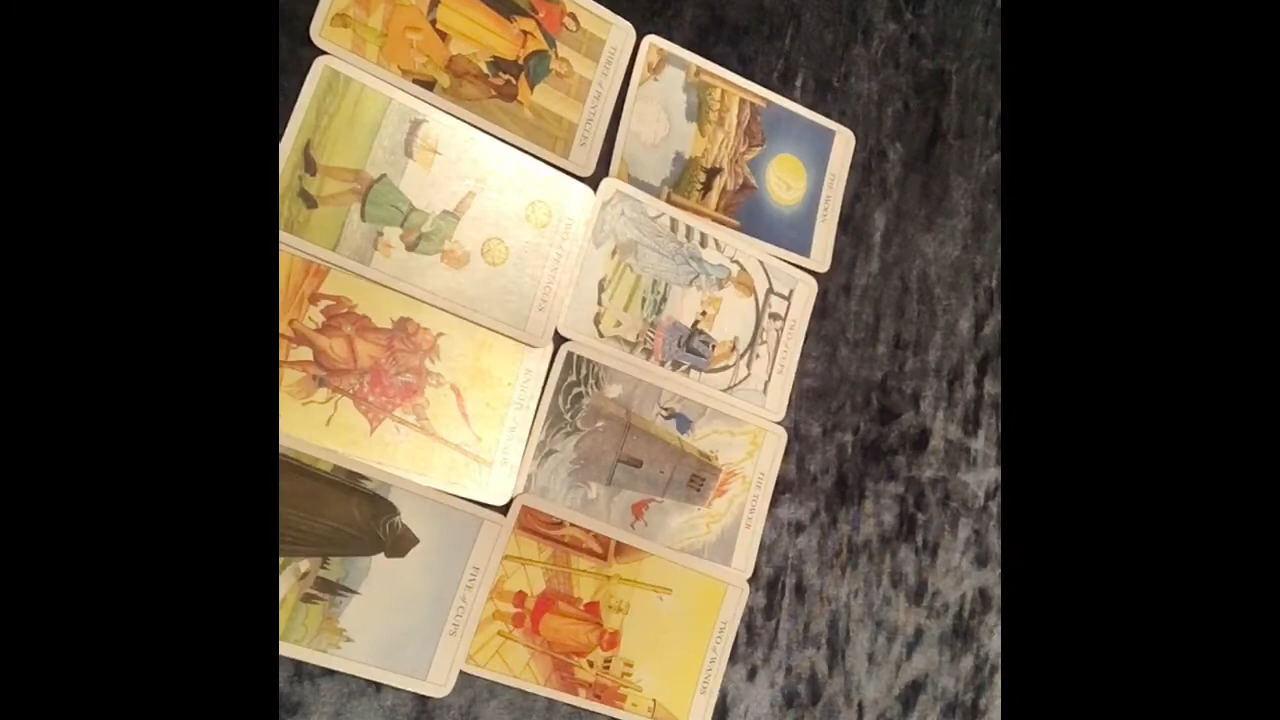 THREE of PENTACLES
THE MOON
TWO of PENTACLES
TWO of CUPS
KNIGHT of WANDS
THE TOWER
FIVE of CUPS
TWO of WANDS